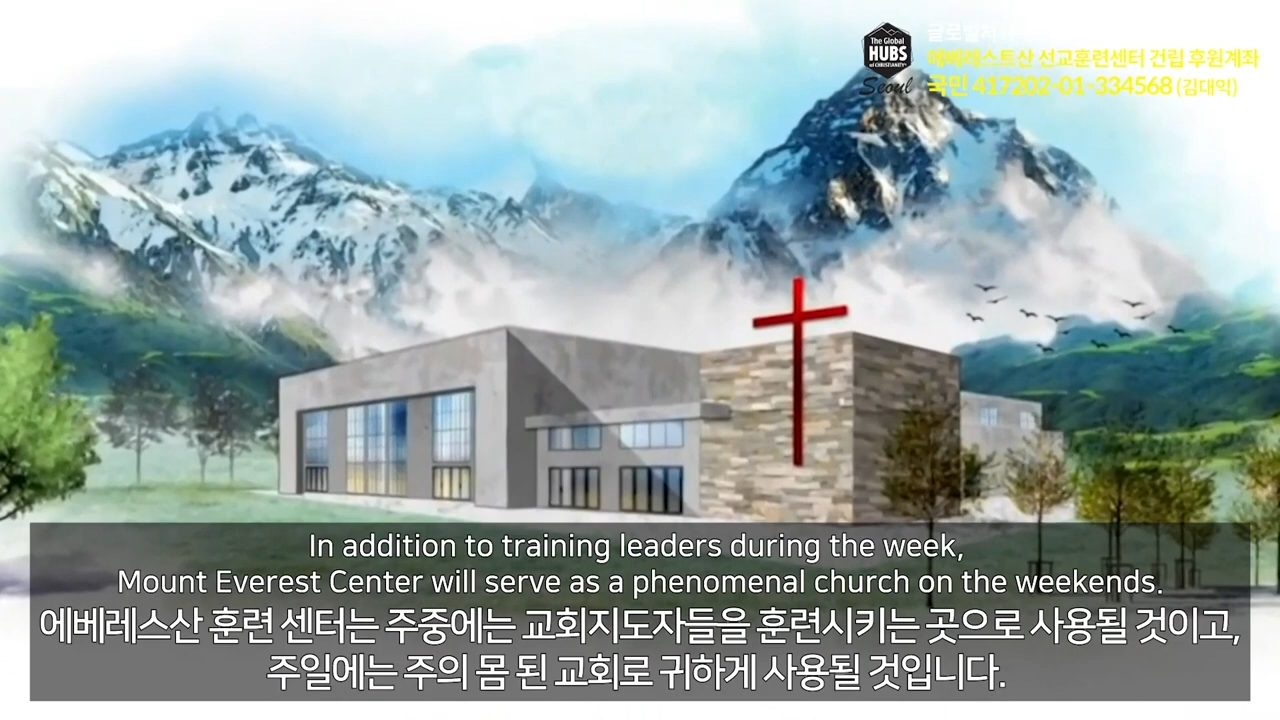 The Global
HUBS
of CHRISTIANITY
Seoul
에베레스트산 선교훈련센터 건립 후원계좌
국민 417202-01-334568 (김대억)
In addition to training leaders during the week,
Mount Everest Center will serve as a phenomenal church on the weekends.
에베레스산 훈련 센터는 주중에는 교회지도자들을 훈련시키는 곳으로 사용될 것이고,
주일에는 주의 몸 된 교회로 귀하게 사용될 것입니다.